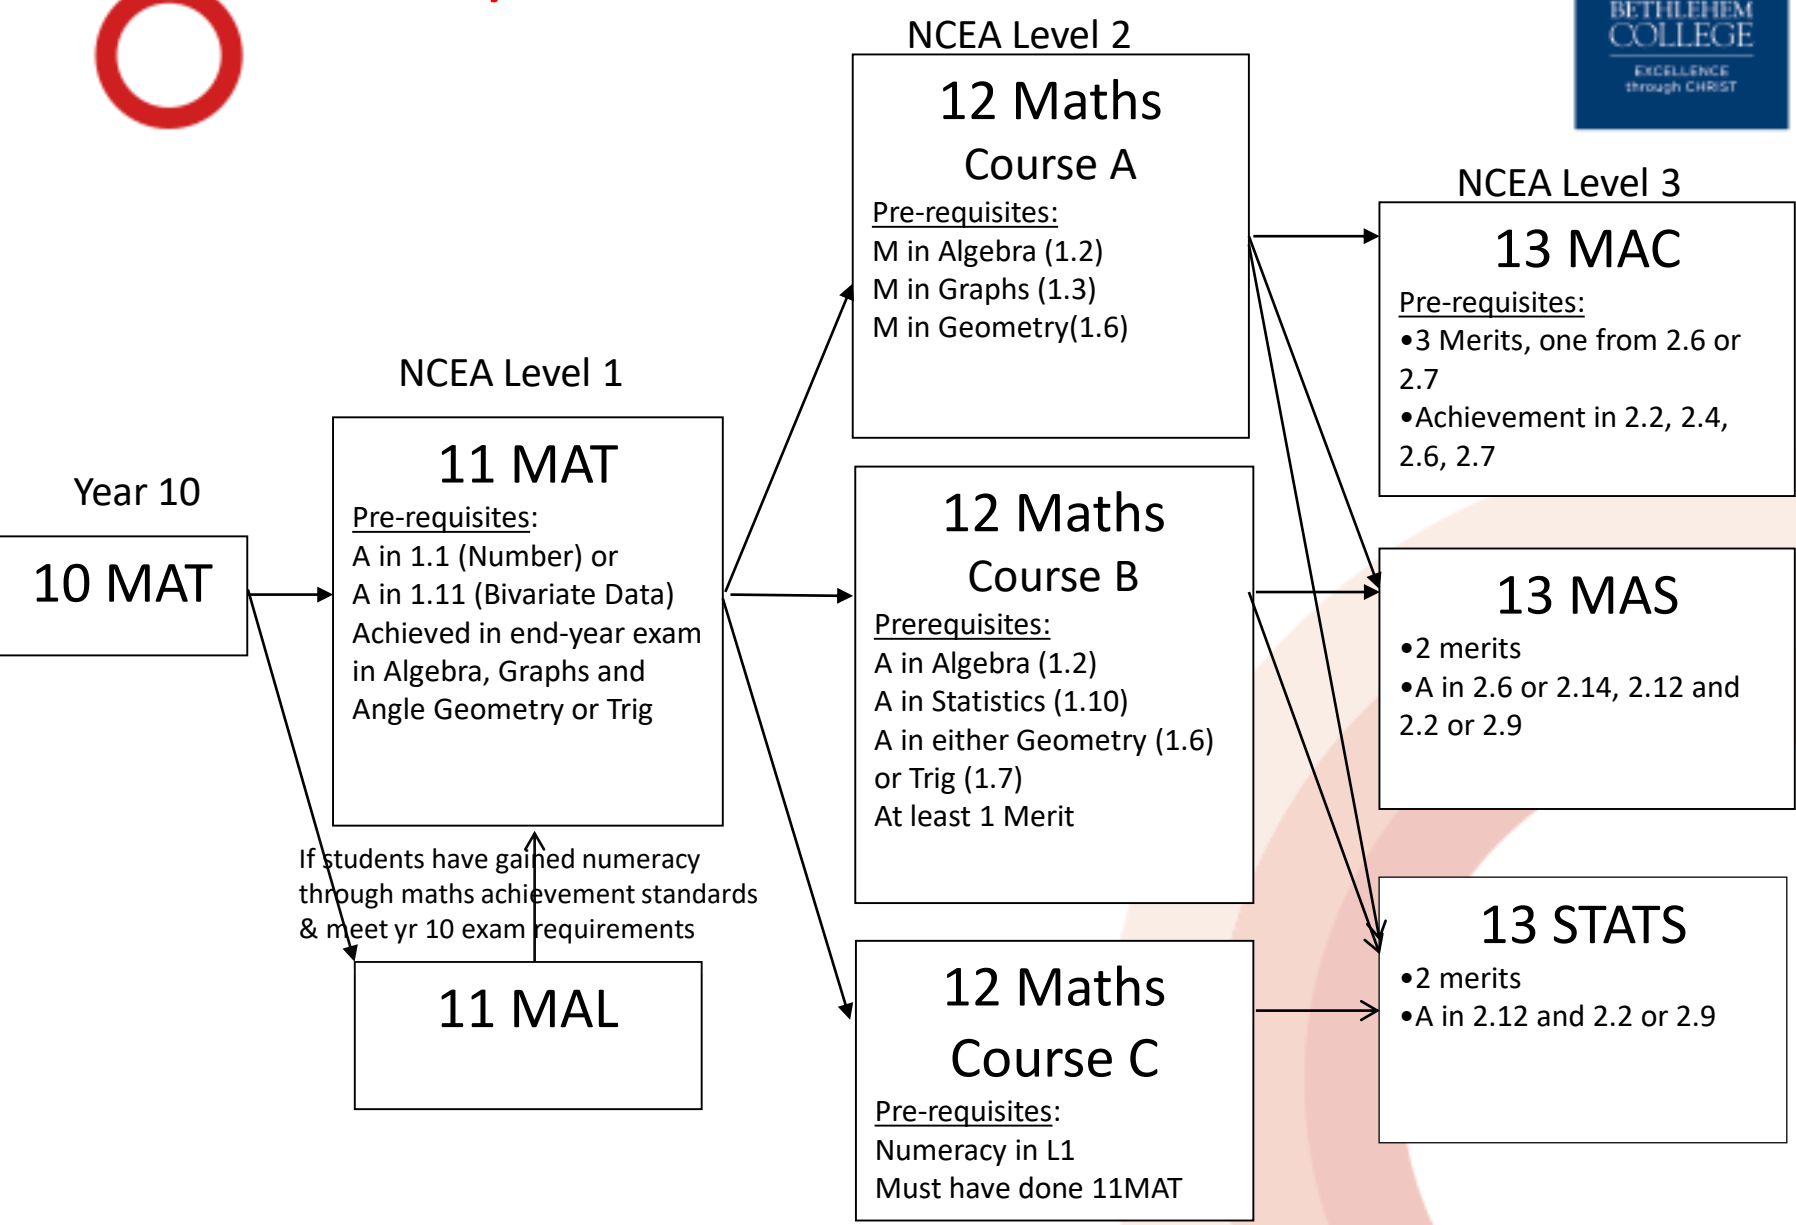 BETHLEHEM
COLLEGE
EXCELLENCE
through CHRIST
Year 10
10 MAT
NCEA Level 1
11 MAT
Pre-requisites:
A in 1.1 (Number) or
A in 1.11 (Bivariate Data)
Achieved in end-year exam
in Algebra, Graphs and
Angle Geometry or Trig
If students have gained numeracy
through maths achievement standards
& meet yr 10 exam requirements
11 MAL
NCEA Level 2
12 Maths
Course A
Pre-requisites:
M in Algebra (1.2)
M in Graphs (1.3)
M in Geometry(1.6)
12 Maths
Course B
Prerequisites:
A in Algebra (1.2)
A in Statistics (1.10)
A in either Geometry (1.6)
or Trig (1.7)
At least 1 Merit
12 Maths
Course C
Pre-requisites:
Numeracy in L1
Must have done 11MAT
NCEA Level 3
13 MAC
Pre-requisites:
•3 Merits, one from 2.6 or
2.7
•Achievement in 2.2, 2.4,
2.6, 2.7
13 MAS
•2 merits
•A in 2.6 or 2.14, 2.12 and
2.2 or 2.9
13 STATS
•2 merits
•A in 2.12 and 2.2 or 2.9